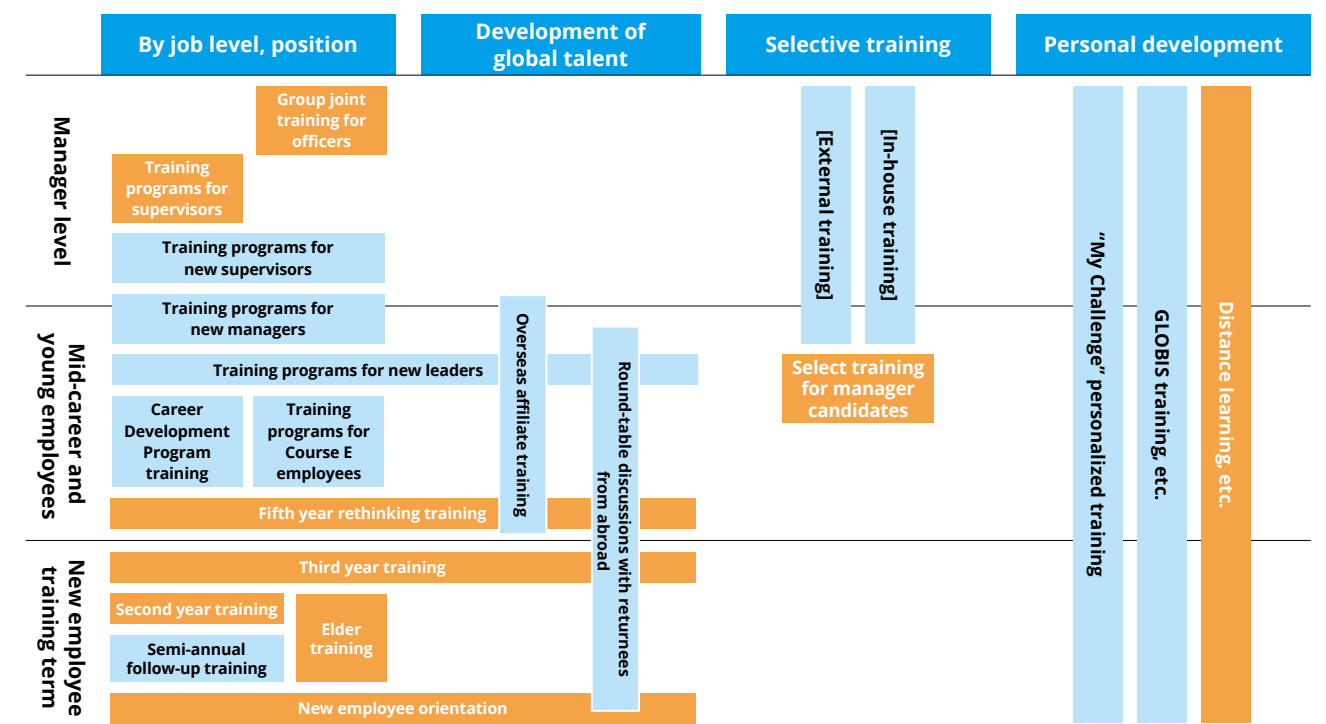 By job level, position
Development of
global talent
Selective training
Personal development
Manager level
Group joint
training for
officers
Training
programs for
supervisors
Training programs for
new supervisors
Training programs for
new managers
[External training]
[In-house training]
"My Challenge" personalized training
GLOBIS training, etc.
Distance learning, etc.
Mid-career and
young employees
Training programs for new leaders
Career
Development
Program
training
Training
programs for
Course E
employees
Fifth year rethinking training
Overseas affiliate training
Round-table discussions with returnees
from abroad
Select training
for manager
candidates
New employee
training term
Third year training
Second year training
Semi-annual
follow-up training
Elder
training
New employee orientation